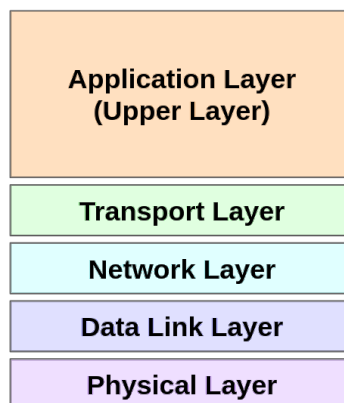 Application Layer
(Upper Layer)
Transport Layer
Network Layer
Data Link Layer
Physical Layer